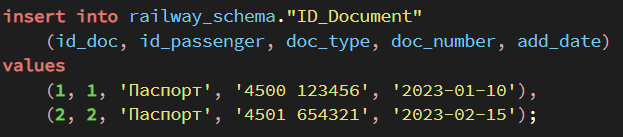 insert into railway_schema."ID_Document"
(id_doc, id_passenger, doc_type, doc_number, add_date)
values
(1, 1, 'Паспорт', '4500 123456', '2023-01-10'),
(2, 2, 'Паспорт', '4501 654321', '2023-02-15');